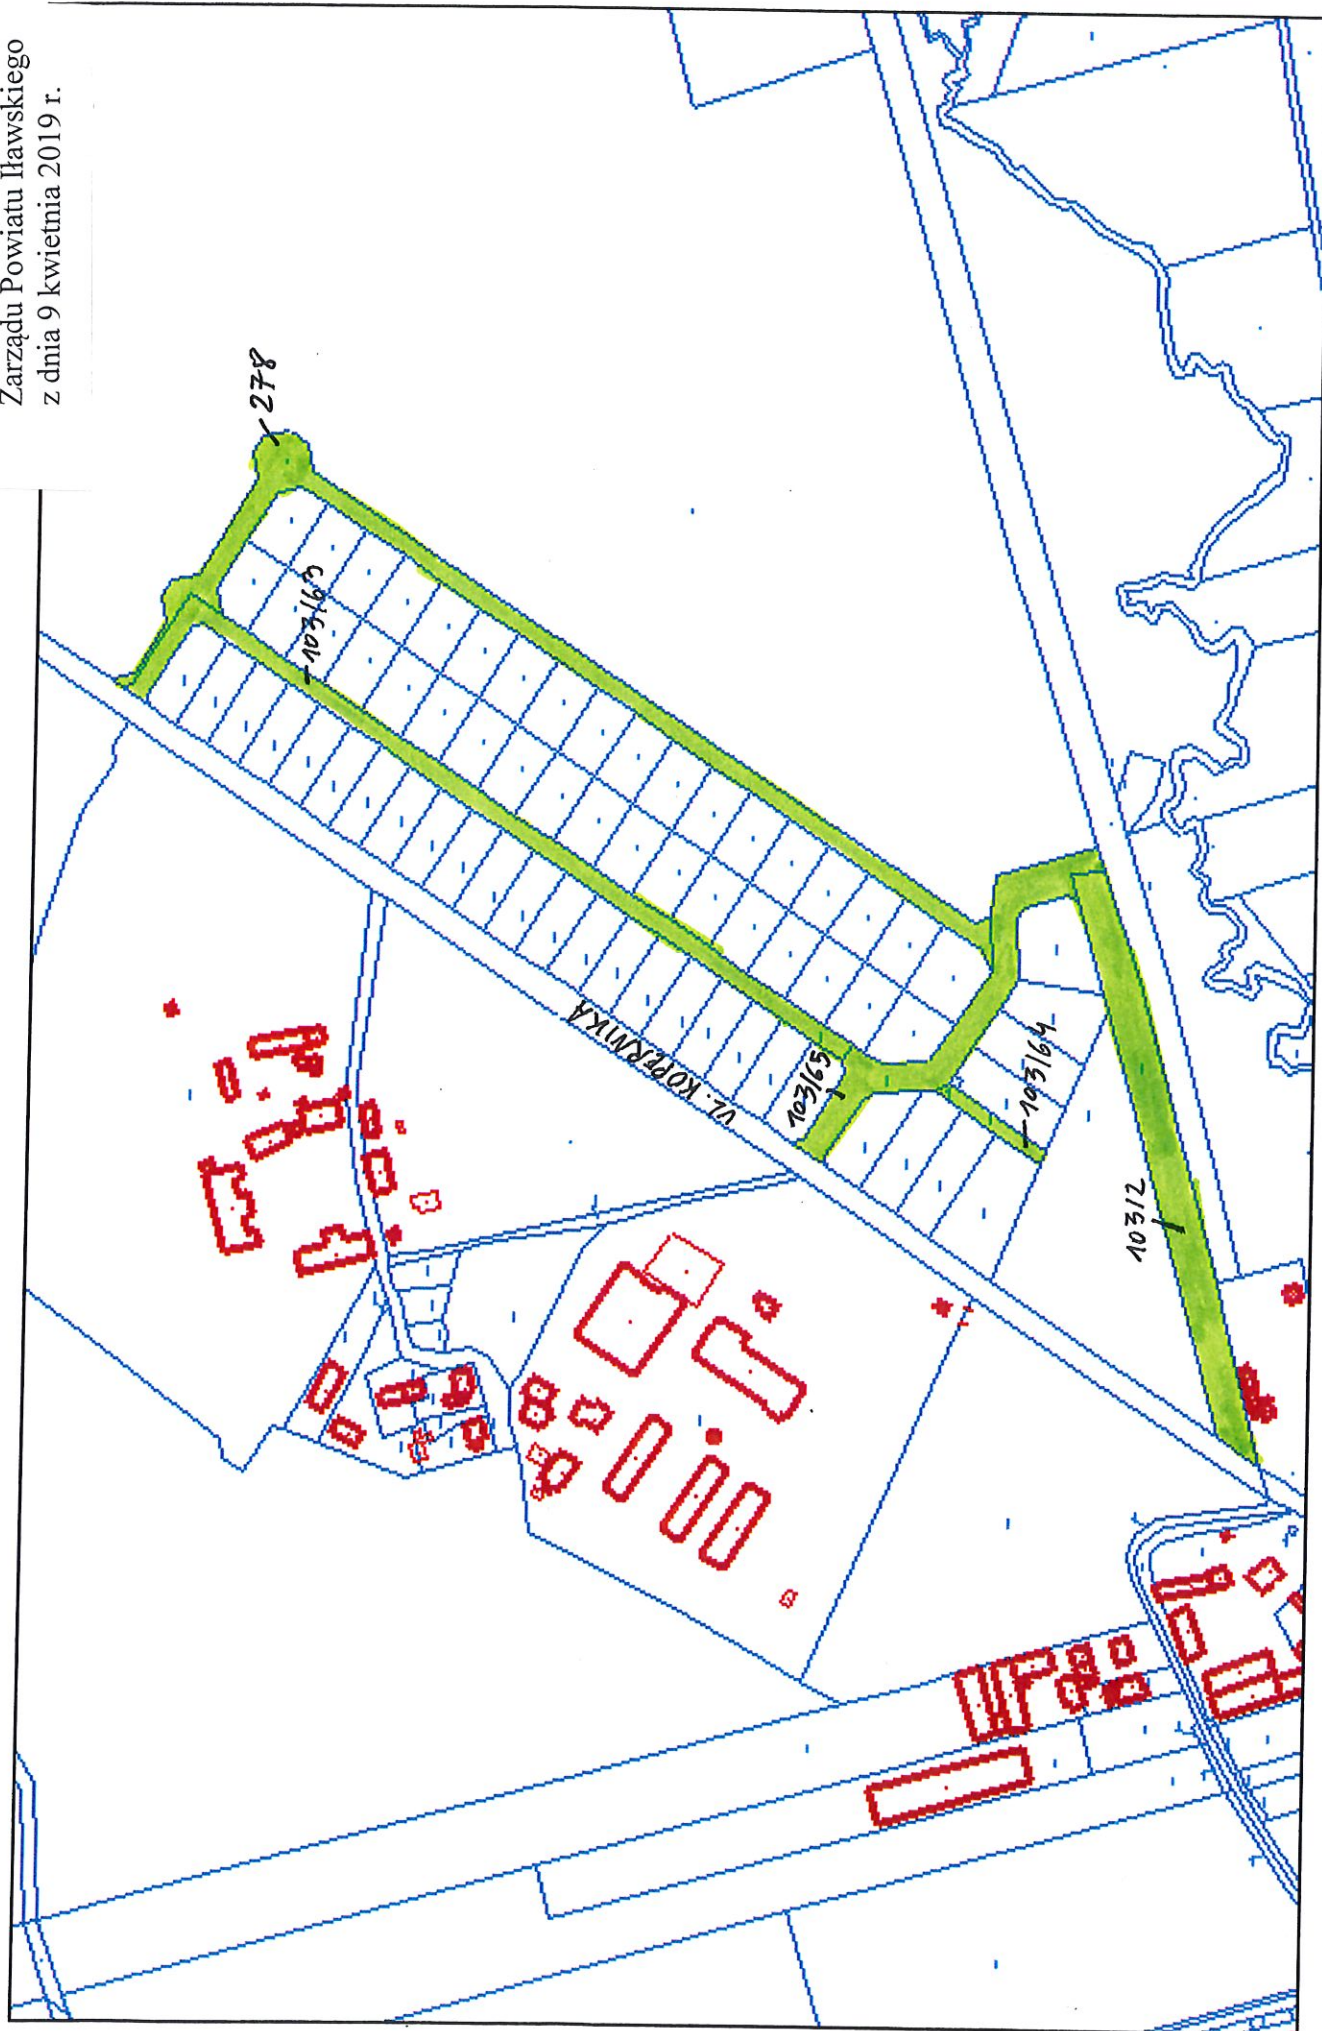 Zarządu Powiatu Iławskiego
z dnia 9 kwietnia 2019 r.
278
103/63
UL. KOPERNIKA
103/65
103/64
103/2